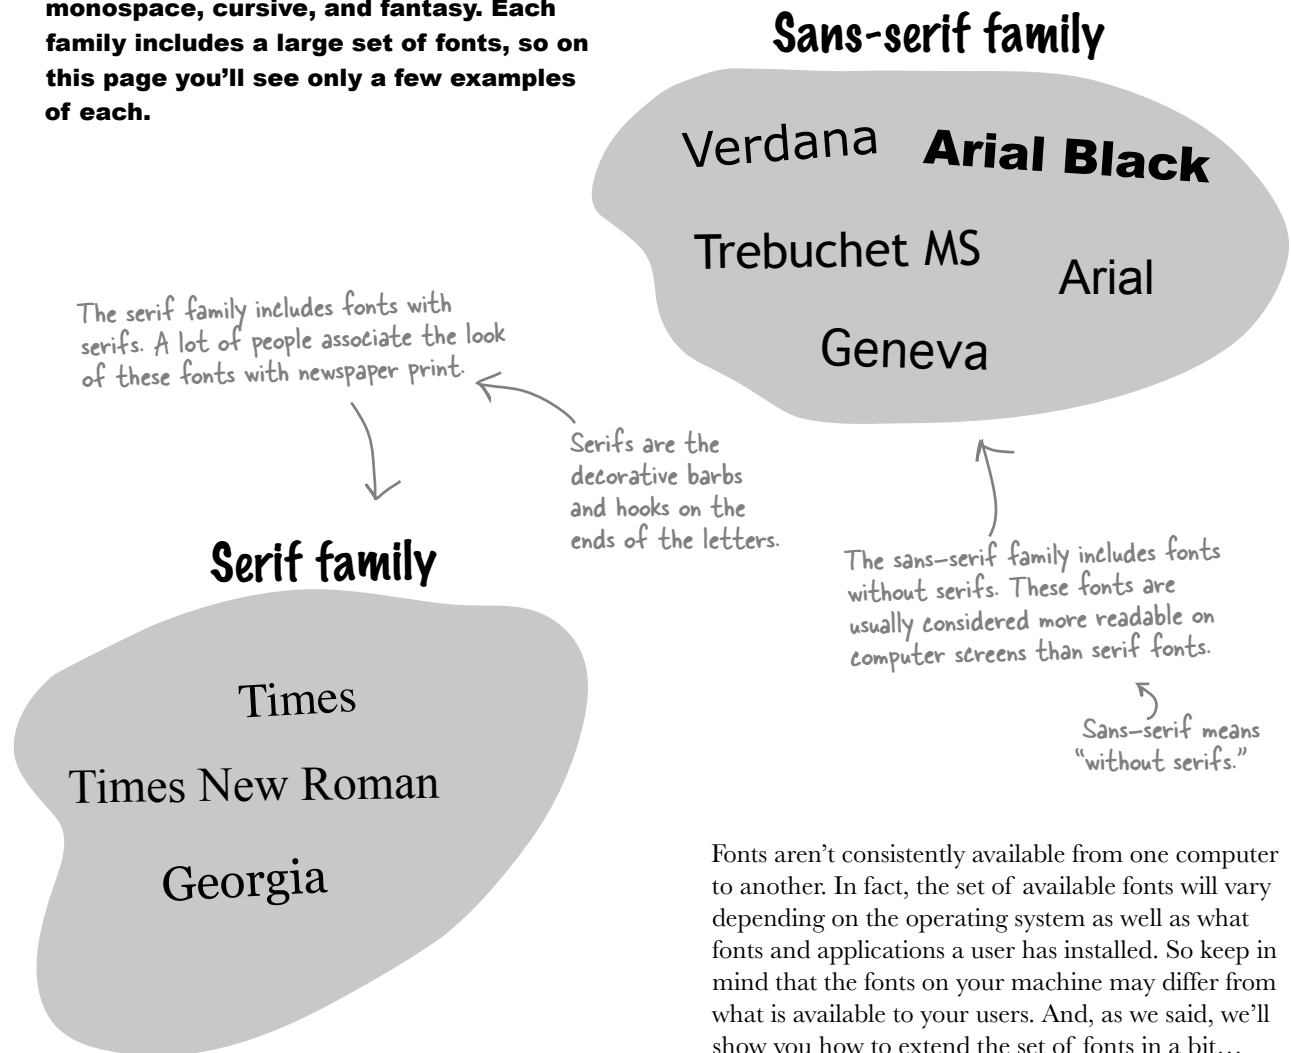 monospace, cursive, and fantasy. Each
family includes a large set of fonts, so on
this page you’ll see only a few examples
of each.
Sans-serif family
Verdana
Arial Black
Trebuchet MS
Arial
Geneva
The serif family includes fonts with
serifs. A lot of people associate the look
of these fonts with newspaper print.
Serifs are the
decorative barbs
and hooks on the
ends of the letters.
The sans-serif family includes fonts
without serifs. These fonts are
usually considered more readable on
computer screens than serif fonts.
Sans-serif means
“without serifs.”
Serif family
Times
Times New Roman
Georgia
Fonts aren’t consistently available from one computer
to another. In fact, the set of available fonts will vary
depending on the operating system as well as what
fonts and applications a user has installed. So keep in
mind that the fonts on your machine may differ from
what is available to your users. And, as we said, we’ll
show you how to extend the set of fonts in a bit…